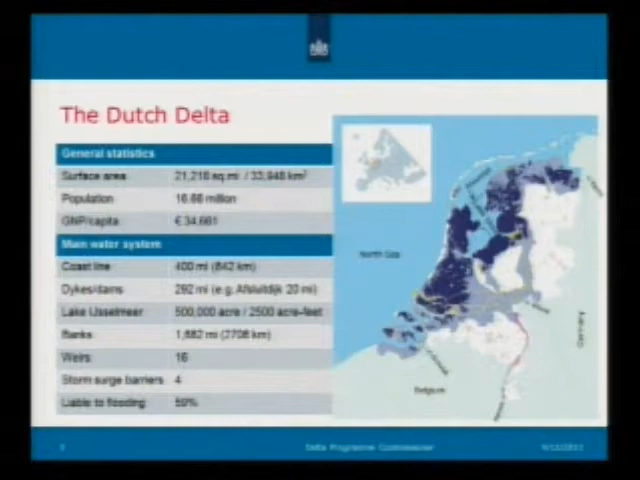 The Dutch Delta
General statistics
Surface area 21,218 sq mi / 33,948 km²
Population 16.66 million
GNP/capita € 34.661
Main water system
Coast line 400 mi (642 km)
Dykes/dams 292 mi (e.g. Afsluitdijk 20 mi)
Lake IJsselmeer 500,000 acre / 2500 acre-feet
Banks 1,682 mi (2706 km)
Weirs 16
Storm surge barriers 4
Liable to flooding 59%
North Sea
Germany
Belgium
Delta Programme Commissioner